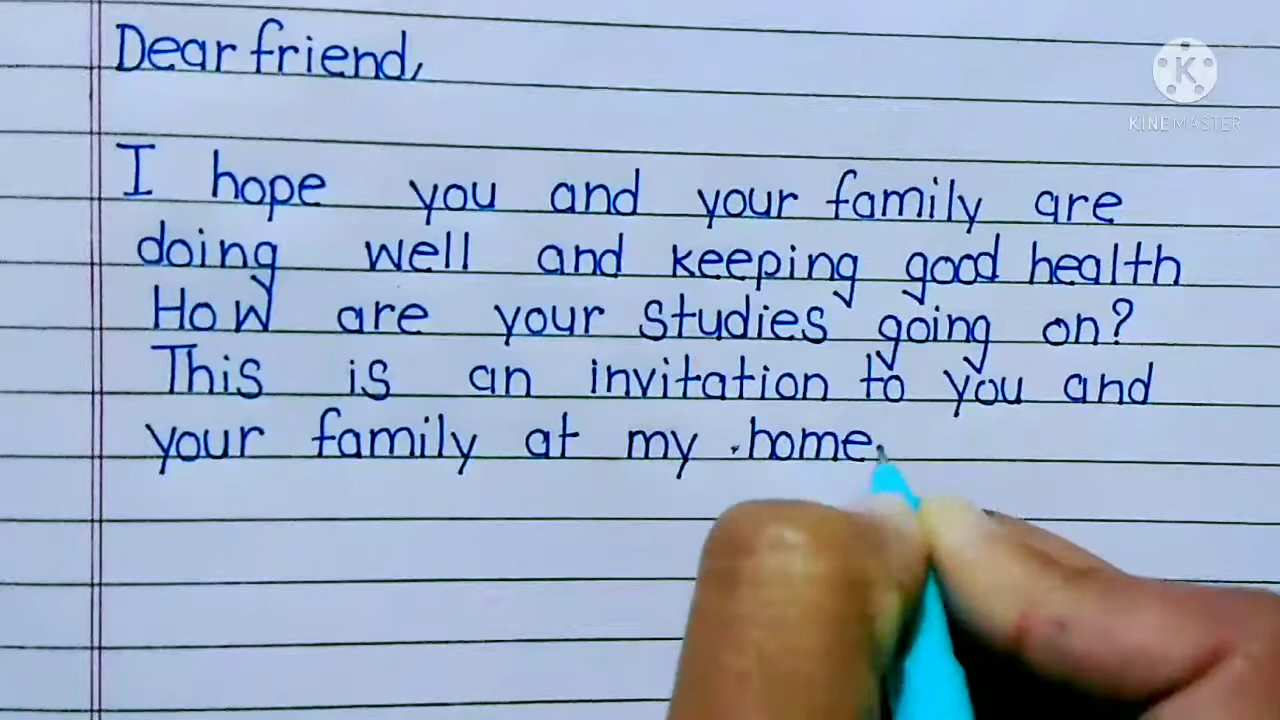 Dear friend,
KINEMASTER
I hope you and your family are
doing well and keeping good health
How are your studies going on?
This is an invitation to you and
your family at my home.